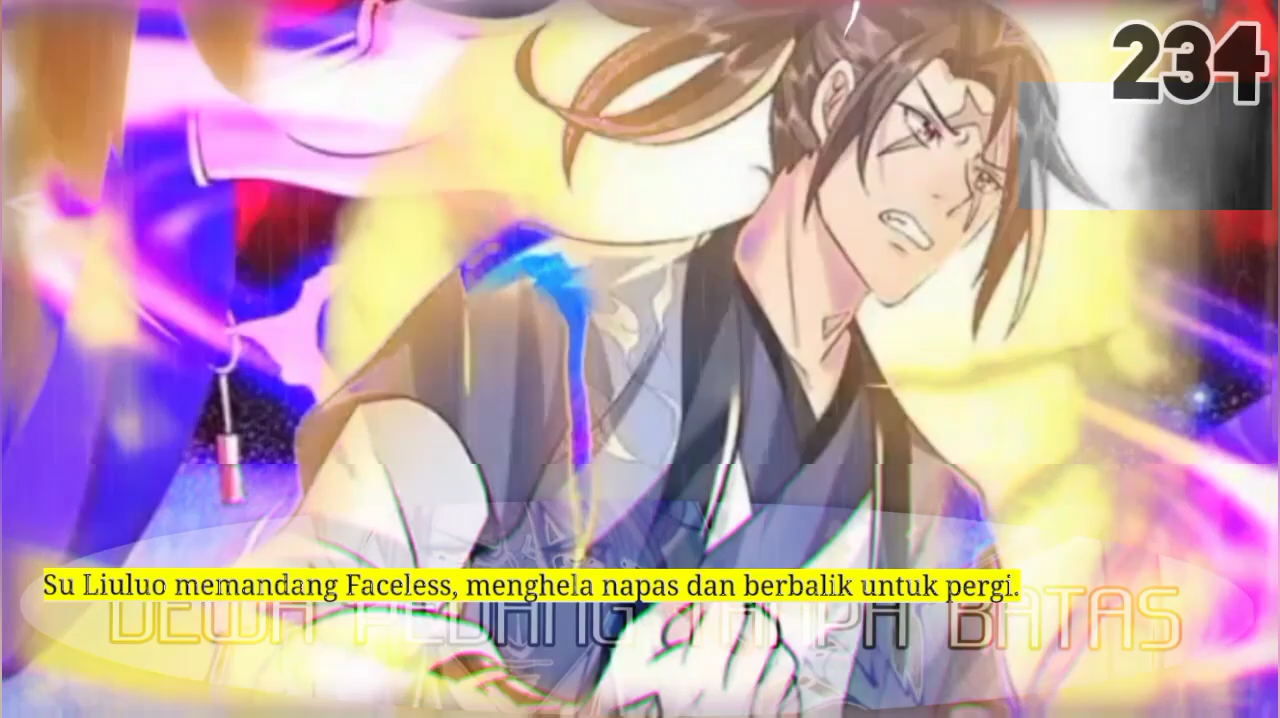 234
Su Liuluo memandang Faceless, menghela napas dan berbalik untuk pergi.
DEWA PEDANG TANPA BATAS